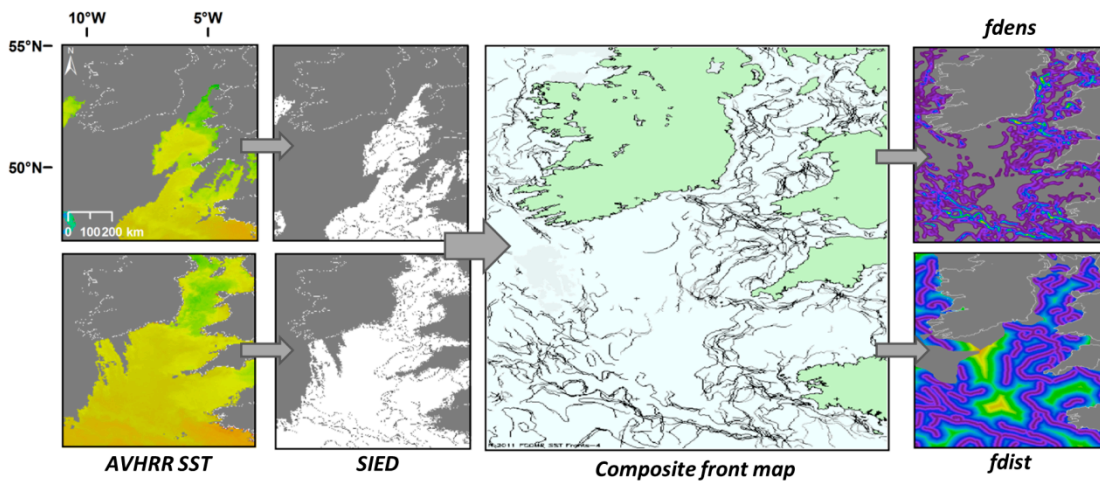 10°W 5°W
55°N
50°N
N
0 100 200 km
fdens
AVHRR SST
SIED
Composite front map
fdist